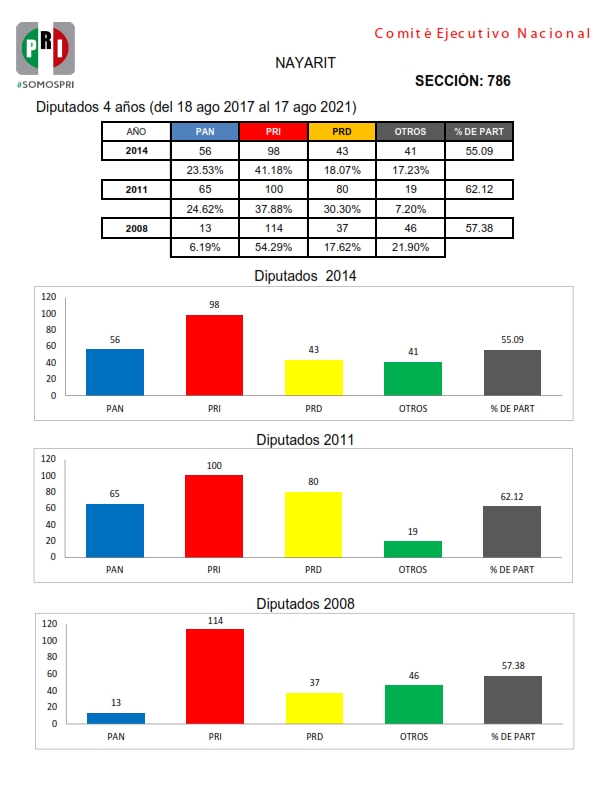 Comité Ejecutivo Nacional
PRI
#SOMOSPRI
NAYARIT
SECCIÓN: 786
Diputados 4 años (del 18 ago 2017 al 17 ago 2021)
AÑO PAN PRI PRD OTROS % DE PART
2014 56 98 43 41 55.09
23.53% 41.18% 18.07% 17.23%
2011 65 100 80 19 62.12
24.62% 37.88% 30.30% 7.20%
2008 13 114 37 46 57.38
6.19% 54.29% 17.62% 21.90%
Diputados 2014
120
100
80
60
40
20
0
56 98 43 41 55.09
PAN PRI PRD OTROS % DE PART
Diputados 2011
120
100
80
60
40
20
0
65 100 80 19 62.12
PAN PRI PRD OTROS % DE PART
Diputados 2008
120
100
80
60
40
20
0
13 114 37 46 57.38
PAN PRI PRD OTROS % DE PART